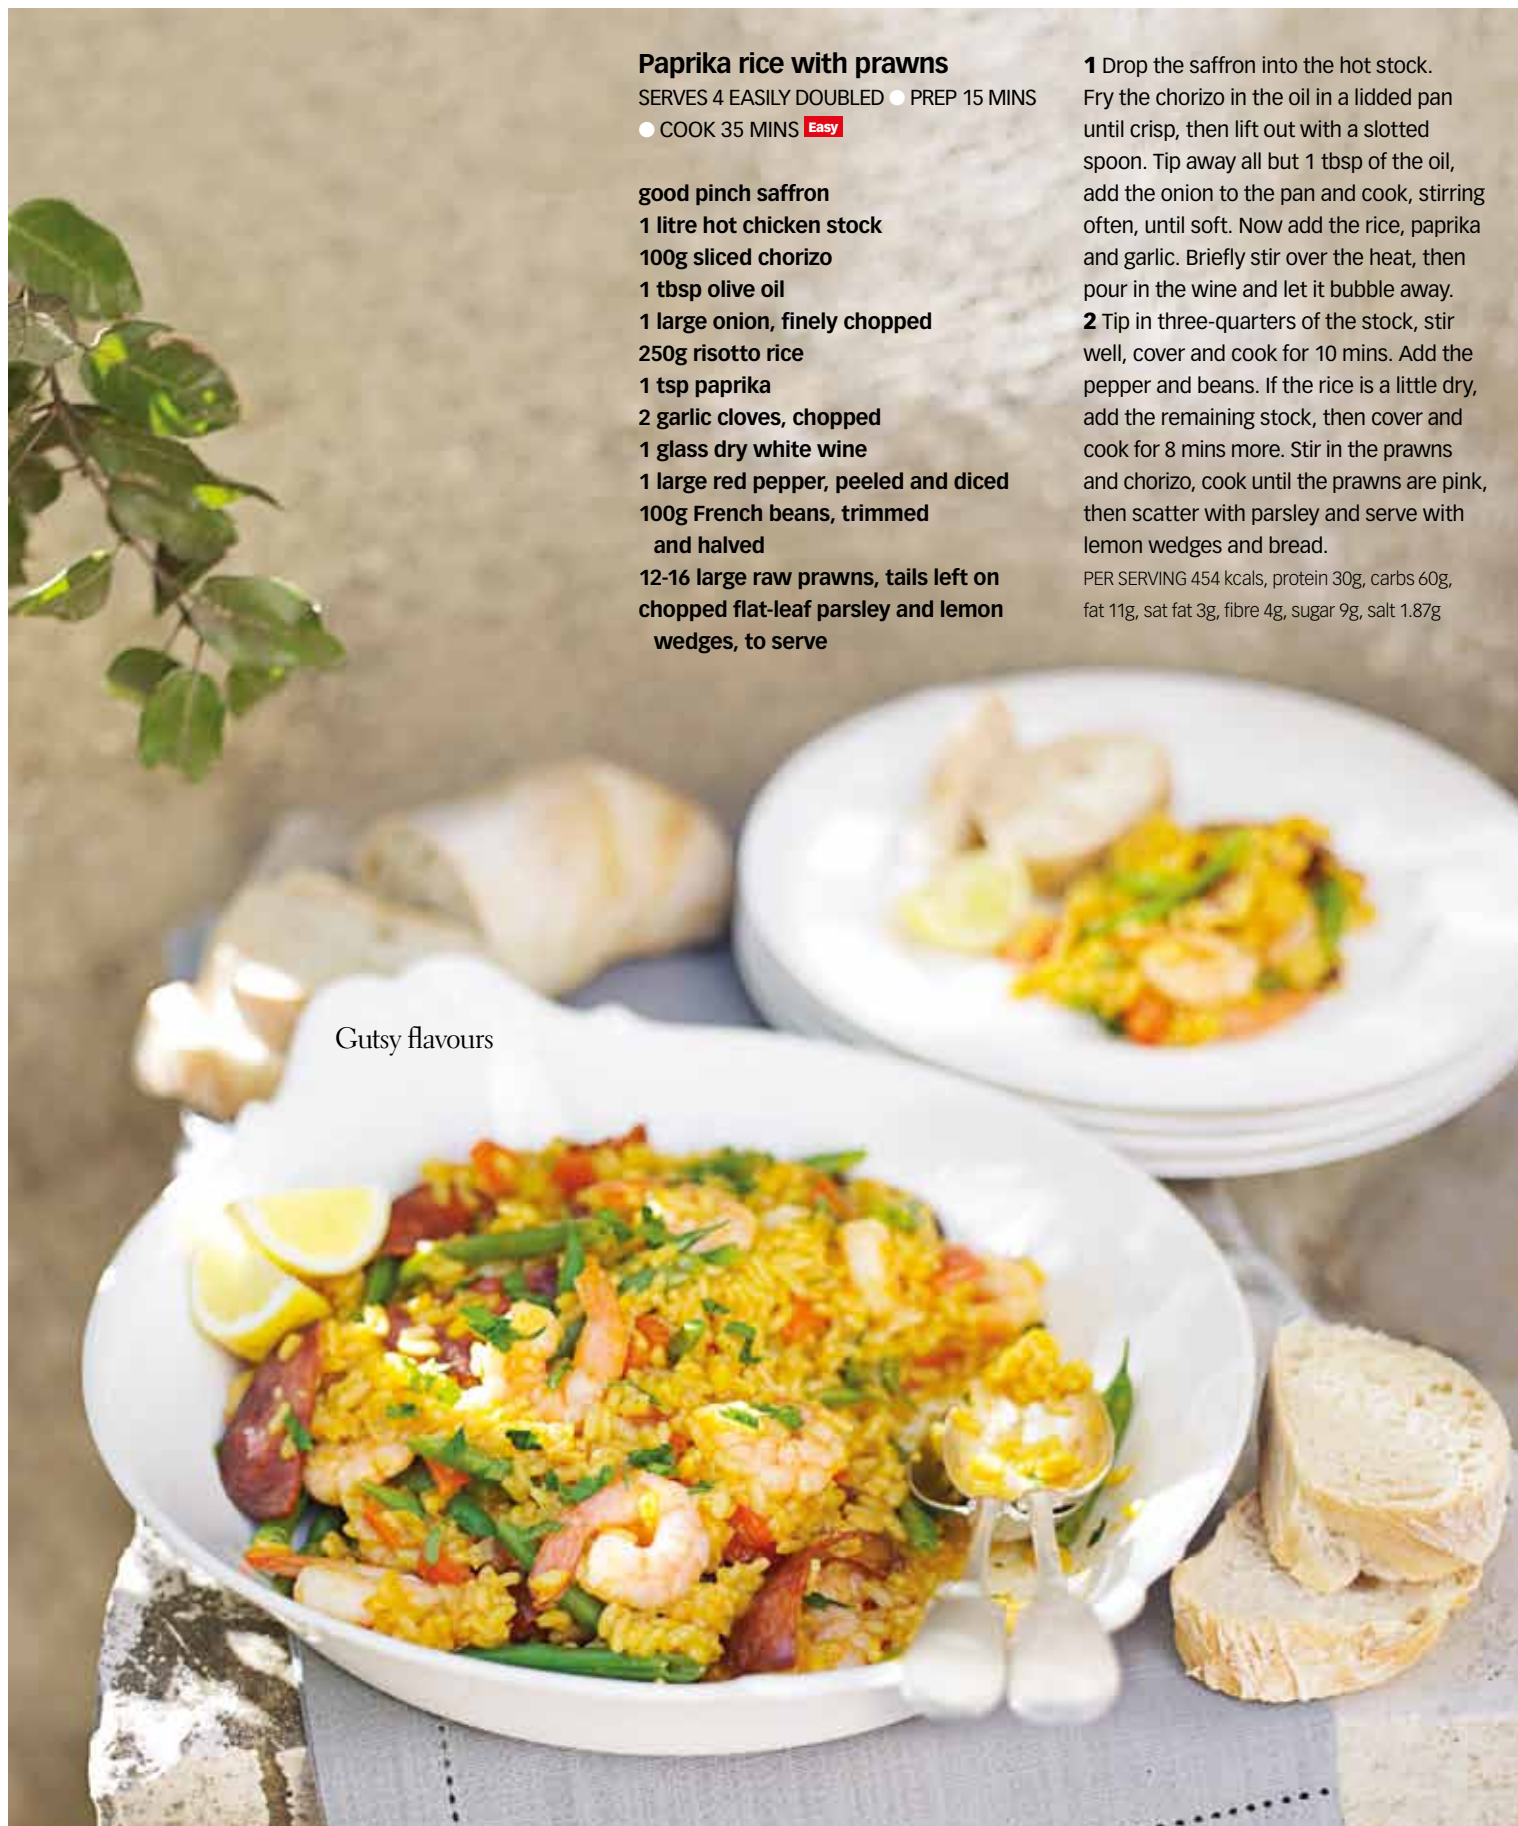 Paprika rice with prawns
SERVES 4 EASILY DOUBLED ● PREP 15 MINS
● COOK 35 MINS Easy
good pinch saffron
1 litre hot chicken stock
100g sliced chorizo
1 tbsp olive oil
1 large onion, finely chopped
250g risotto rice
1 tsp paprika
2 garlic cloves, chopped
1 glass dry white wine
1 large red pepper, peeled and diced
100g French beans, trimmed
and halved
12-16 large raw prawns, tails left on
chopped flat-leaf parsley and lemon
wedges, to serve
1 Drop the saffron into the hot stock.
Fry the chorizo in the oil in a lidded pan
until crisp, then lift out with a slotted
spoon. Tip away all but 1 tbsp of the oil,
add the onion to the pan and cook, stirring
often, until soft. Now add the rice, paprika
and garlic. Briefly stir over the heat, then
pour in the wine and let it bubble away.
2 Tip in three-quarters of the stock, stir
well, cover and cook for 10 mins. Add the
pepper and beans. If the rice is a little dry,
add the remaining stock, then cover and
cook for 8 mins more. Stir in the prawns
and chorizo, cook until the prawns are pink,
then scatter with parsley and serve with
lemon wedges and bread.
PER SERVING 454 kcals, protein 30g, carbs 60g,
fat 11g, sat fat 3g, fibre 4g, sugar 9g, salt 1.87g
Gutsy flavours